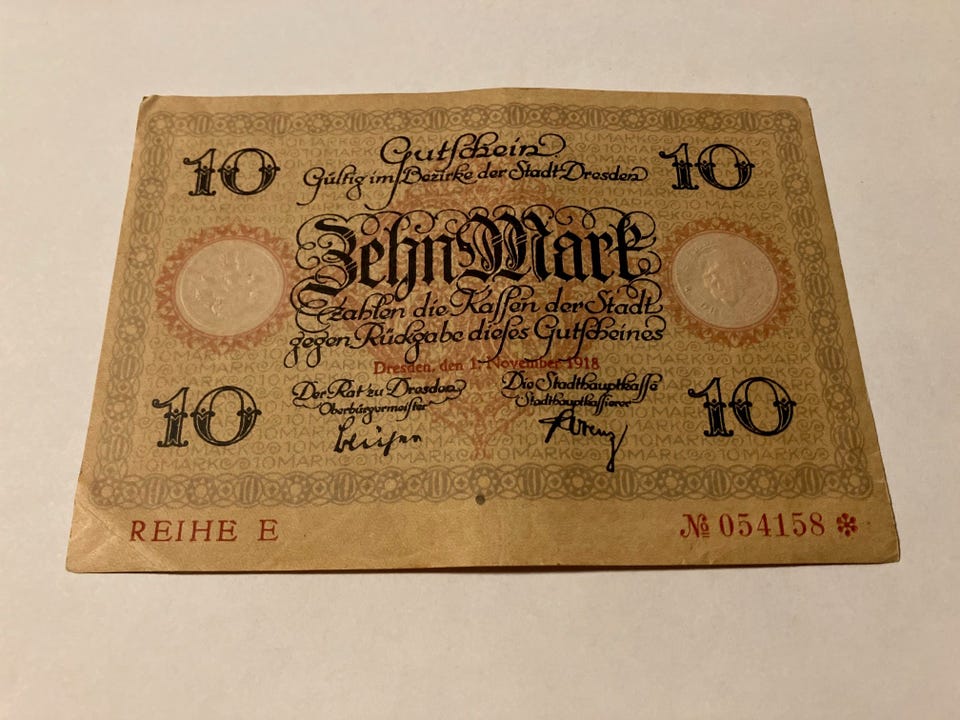 10 Gutschein 10
Gültig im Bezirke der Stadt Dresden
Zehn Mark
Zahlen die Kassen der Stadt
gegen Rückgabe dieses Gutscheines
Dresden, den 1. November 1918
Der Rat zu Dresden Die Stadthauptkasse
Oberbürgermeister Stadthauptkassierer
10 10
REIHE E № 054158 ✽